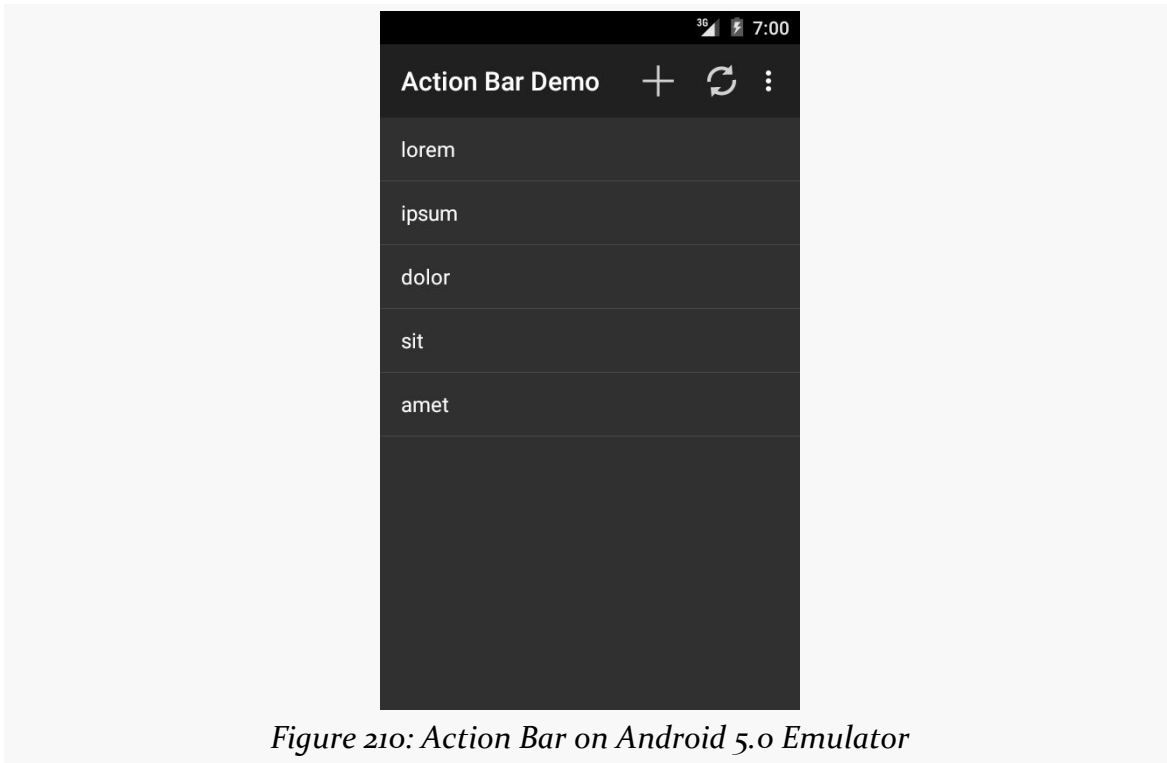 3G 7:00
Action Bar Demo
lorem
ipsum
dolor
sit
amet
Figure 210: Action Bar on Android 5.0 Emulator